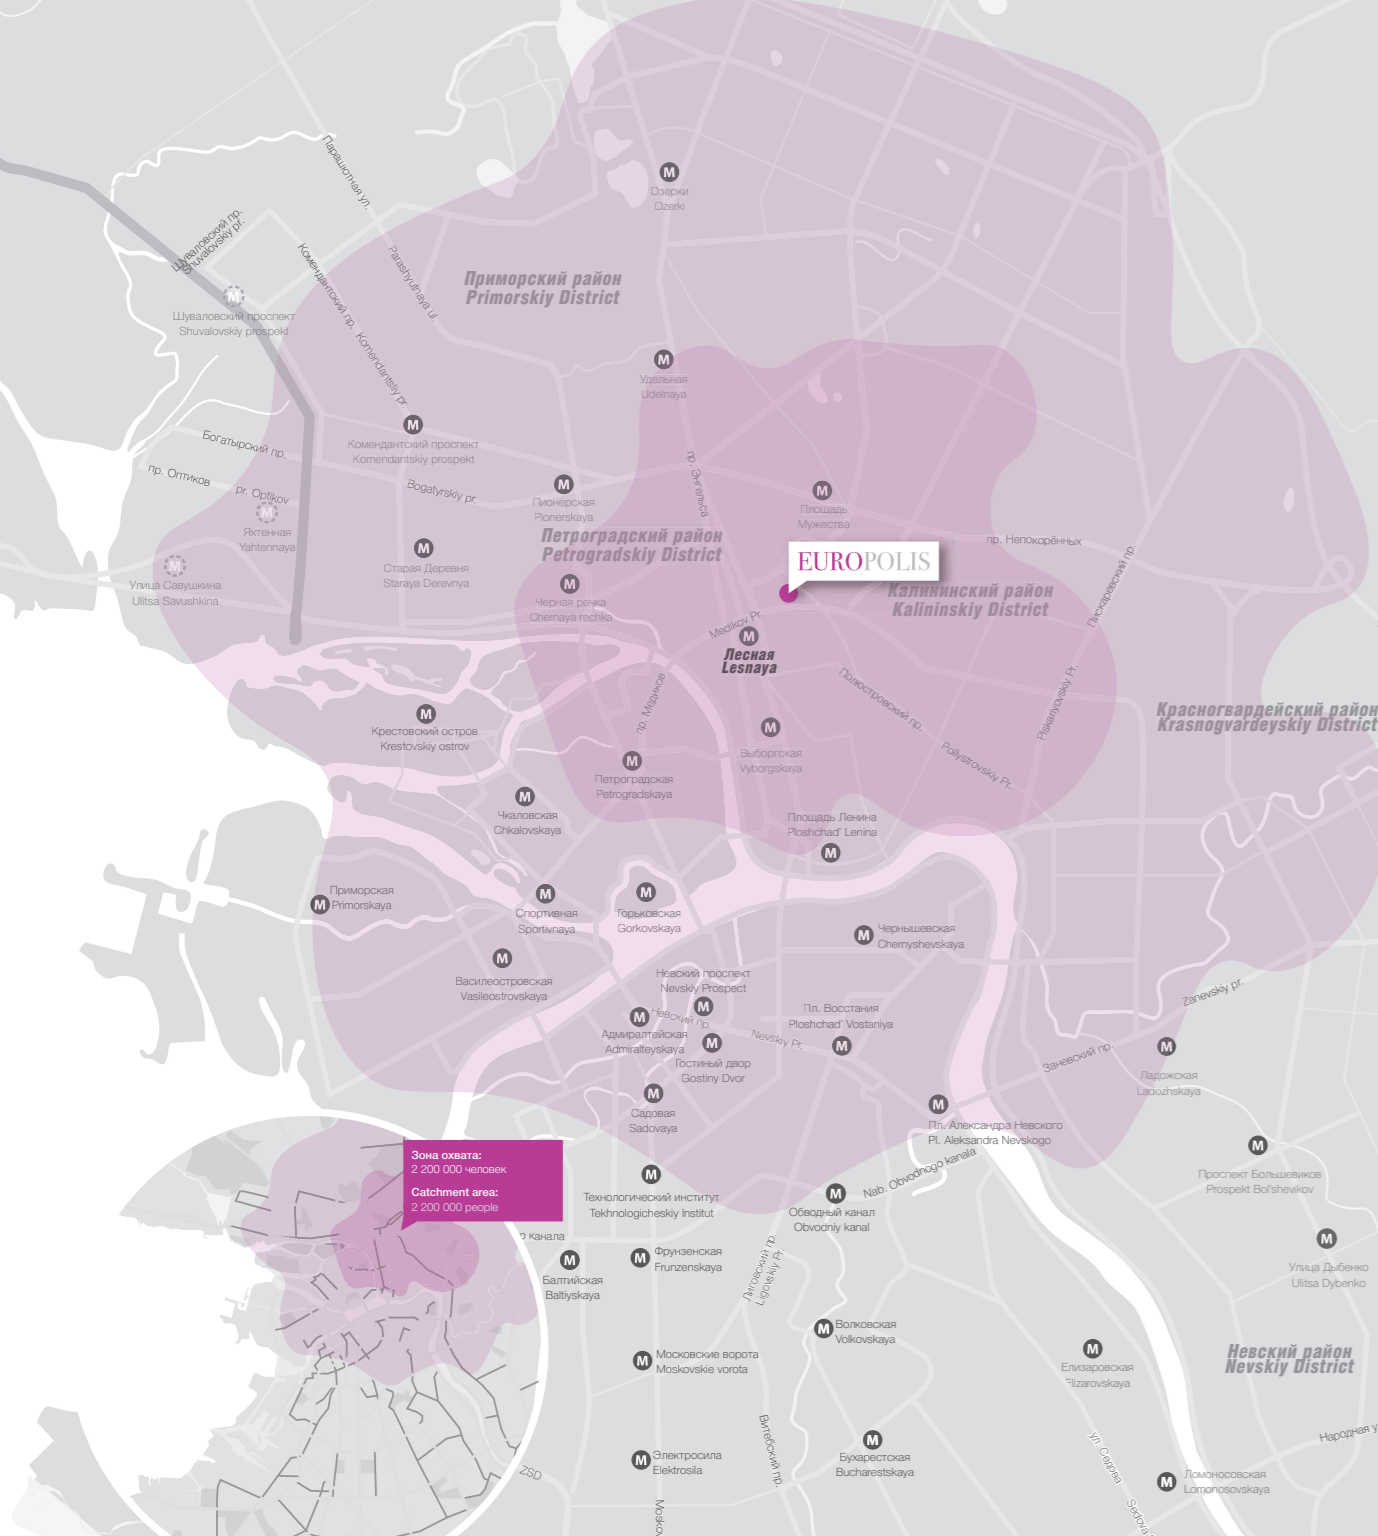 Парашютная ул.
Parashyutnaya ul.
Шуваловский пр.
Shuvalovskiy pr.
Комендантский пр.
Komendantsliy pr.
Озерки
Ozerki
Приморский район
Primorskiy District
Шуваловский проспект
Shuvalovskiy prospekt
Удельная
Udelnaya
Богатырский пр.
Bogatyrskiy pr.
Комендантский проспект
Komendantskiy prospekt
пр. Оптиков
pr. Optikov
пр. Энгельса
Пионерская
Pionerskaya
Площадь
Мужества
Яхтенная
Yahtennaya
Петроградский район
Petrogradskiy District
пр. Непокорённых
EUROPOLIS
Старая Деревня
Staraya Derevnya
Улица Савушкина
Ulitsa Savushkina
Черная речка
Chernaya rechka
Калининский район
Kalininskiy District
Пискаревский пр.
Piskariyovskiy Pr.
Medikov Pr.
пр. Медиков
Лесная
Lesnaya
Полюстровский пр.
Pollystrovskiy Pr.
Красногвардейский район
Krasnogvardeyskiy District
Крестовский остров
Krestovskiy ostrov
Выборгская
Vyborgskaya
Петроградская
Petrogradskaya
Чкаловская
Chkalovskaya
Площадь Ленина
Ploshchad' Lenina
Приморская
Primorskaya
Спортивная
Sportivnaya
Горьковская
Gorkovskaya
Чернышевская
Chernyshevskaya
Василеостровская
Vasileostrovskaya
Невский проспект
Nevskiy Prospect
Zanevskiy pr.
Заневский пр.
Невский пр.
Nevskiy Pr.
Пл. Восстания
Ploshchad' Vostaniya
Адмиралтейская
Admiralteyskaya
Гостиный двор
Gostiny Dvor
Ладожская
Ladozhskaya
Садовая
Sadovaya
Пл. Александра Невского
Pl. Aleksandra Nevskogo
Nab. Obvodnogo kanala
Зона охвата:
2 200 000 человек
Catchment area:
2 200 000 people
Технологический институт
Tekhnologicheskiy Institut
Проспект Большевиков
Prospekt Bol'shevikov
Обводный канал
Obvodniy kanal
р канала
Лиговский пр.
Ligovskiy Pr.
Фрунзенская
Frunzenskaya
Балтийская
Baltiyskaya
Улица Дыбенко
Ulitsa Dybenko
Волковская
Volkovskaya
Московские ворота
Moskovskie vorota
Елизаровская
Elizarovskaya
Невский район
Nevskiy District
Витебский пр.
Народная у
Электросила
Elektrosila
Бухарестская
Bucharestskaya
ул. Седова
Sedova
ZSD
Ломоносовская
Lomonosovskaya
Moskov